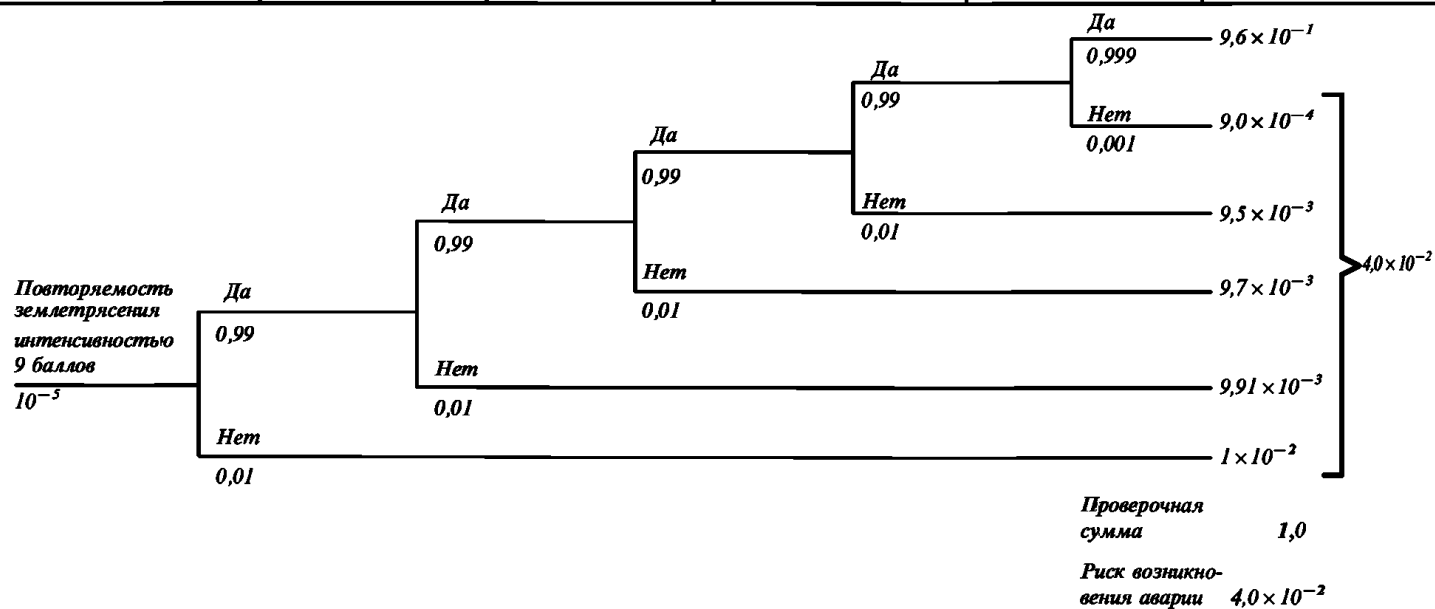 Да
9,6 × 10⁻¹
0,999
Да
0,99
Нет
9,0 × 10⁻⁴
0,001
Да
0,99
Нет
9,5 × 10⁻³
0,01
Да
0,99
Нет
9,7 × 10⁻³
0,01
4,0 × 10⁻²
Повторяемость
землетрясения
интенсивностью
9 баллов
10⁻⁵
Да
0,99
Нет
9,91 × 10⁻³
0,01
Нет
1 × 10⁻²
0,01
Проверочная
сумма 1,0
Риск возникно-
вения аварии 4,0 × 10⁻²